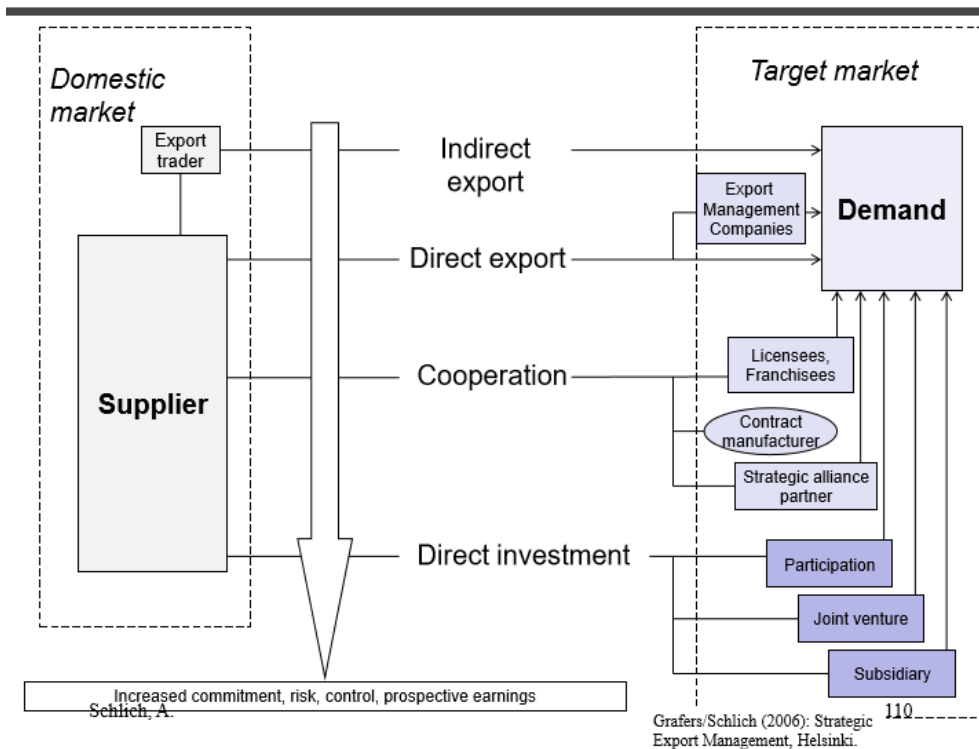 Domestic
market
Target market
Export
trader
Indirect
export
Export
Management
Companies
Demand
Direct export
Supplier
Cooperation
Licensees,
Franchisees
Contract
manufacturer
Strategic alliance
partner
Direct investment
Participation
Joint venture
Subsidiary
Increased commitment, risk, control, prospective earnings
Schlich, A.
110
Grafers/Schlich (2006): Strategic
Export Management, Helsinki.